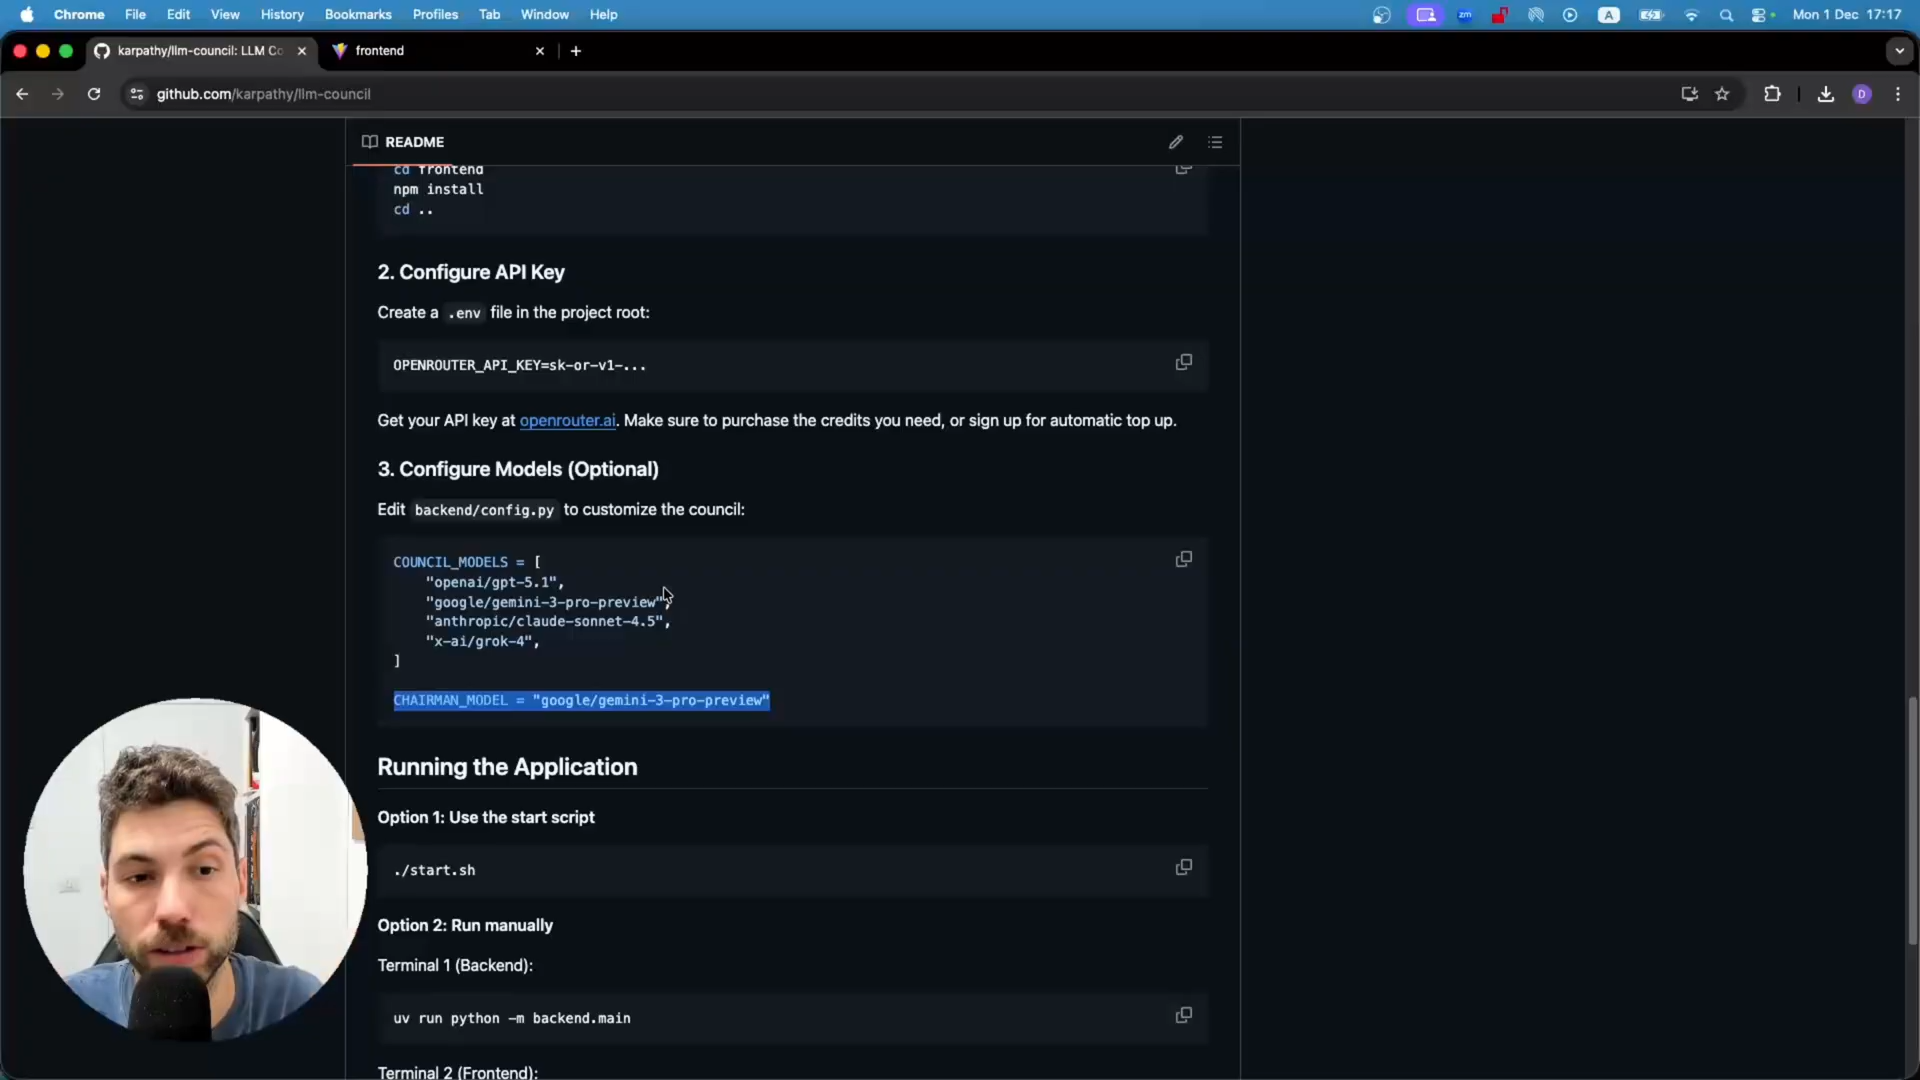 Chrome File Edit View History Bookmarks Profiles Tab Window Help
zm A Mon 1 Dec 17:17
karpathy/llm-council: LLM Co
frontend
github.com/karpathy/llm-council
D
README
cd frontend
npm install
cd ..
2. Configure API Key
Create a .env file in the project root:
OPENROUTER_API_KEY=sk-or-v1-...
Get your API key at openrouter.ai. Make sure to purchase the credits you need, or sign up for automatic top up.
3. Configure Models (Optional)
Edit backend/config.py to customize the council:
COUNCIL_MODELS = [
"openai/gpt-5.1",
"google/gemini-3-pro-preview",
"anthropic/claude-sonnet-4.5",
"x-ai/grok-4",
]
CHAIRMAN_MODEL = "google/gemini-3-pro-preview"
Running the Application
Option 1: Use the start script
./start.sh
Option 2: Run manually
Terminal 1 (Backend):
uv run python -m backend.main
Terminal 2 (Frontend):